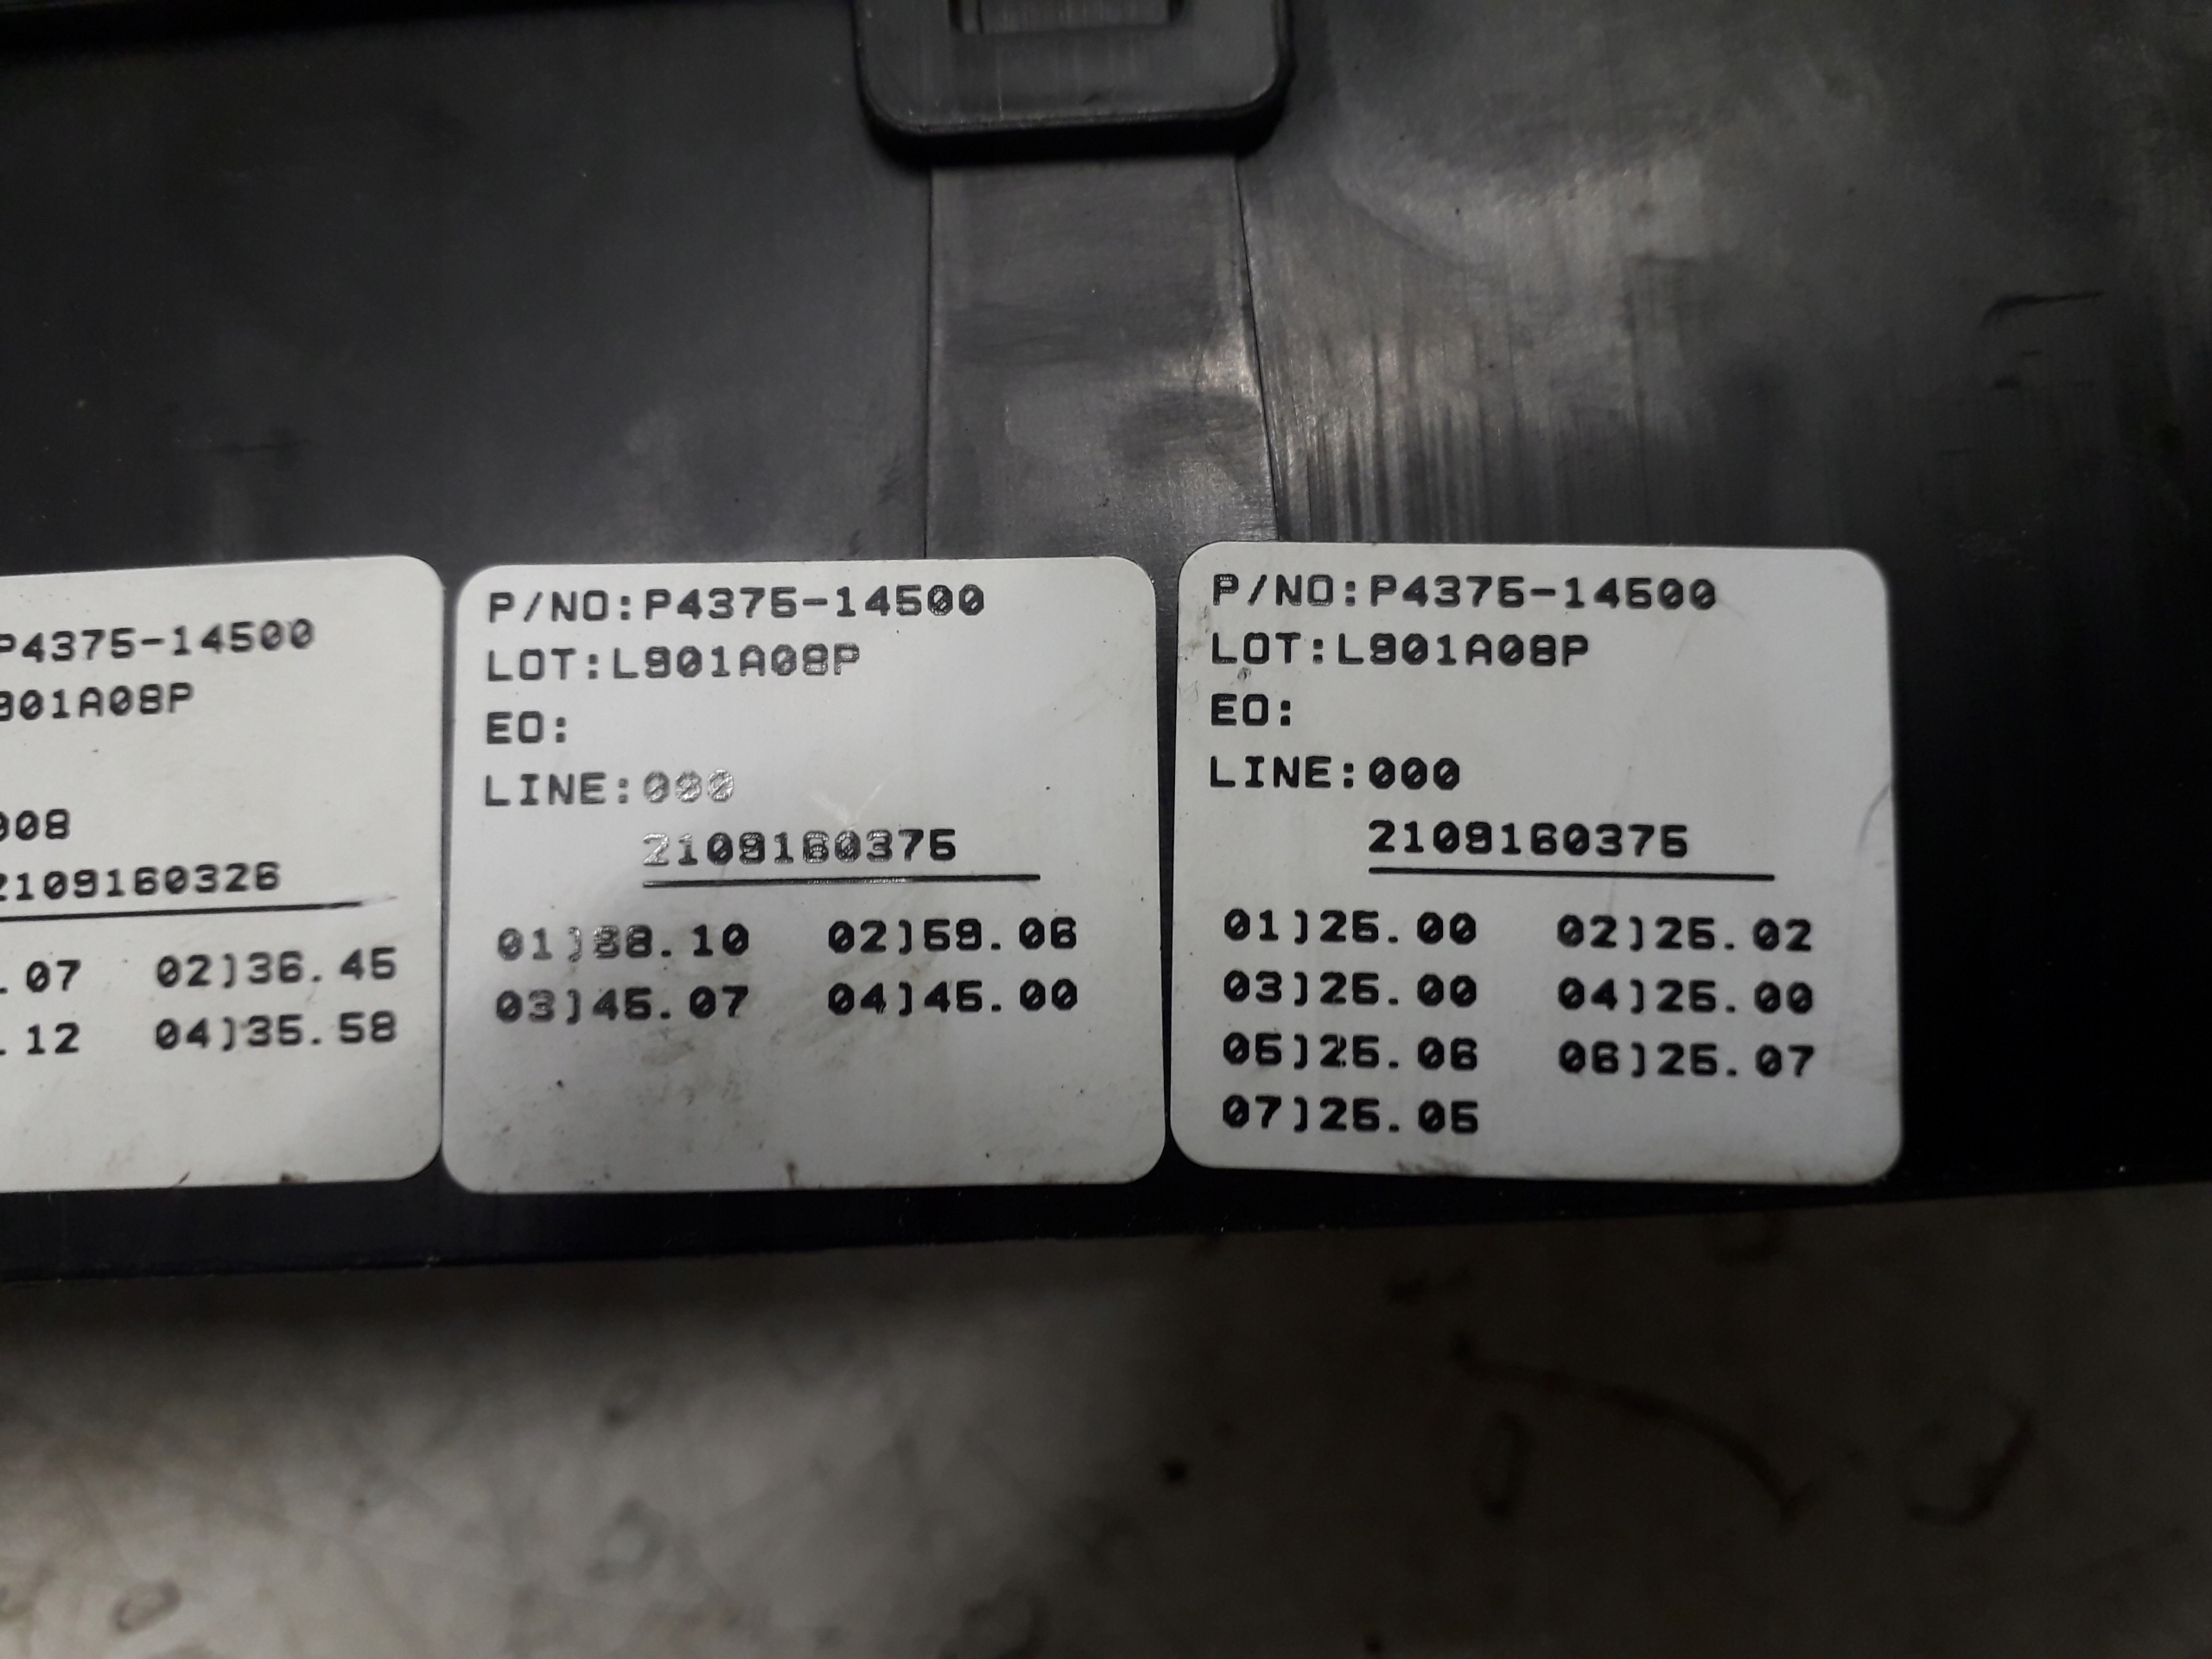 P4375-14500
901A08P
008
2109160326
.07 02)36.45
.12 04)35.58
P/NO:P4375-14500
LOT:L901A08P
EO:
LINE:000
2109160375
01)38.10 02)59.06
03)45.07 04)45.00
P/NO:P4375-14500
LOT:L901A08P
EO:
LINE:000
2109160375
01)25.00 02)25.02
03)25.00 04)25.00
05)25.06 06)25.07
07)25.05